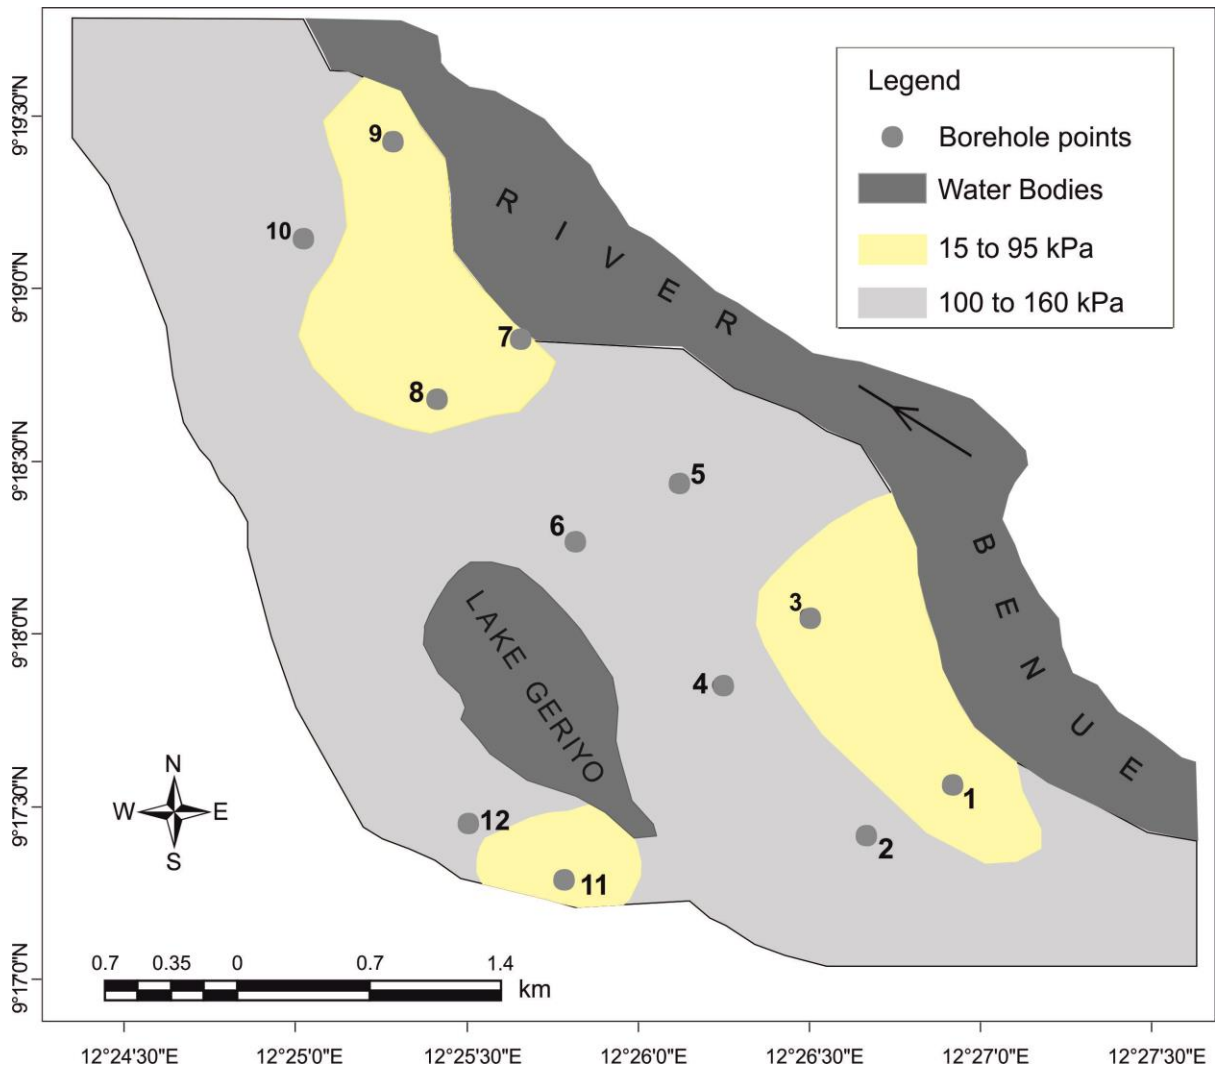 Legend
Borehole points
Water Bodies
15 to 95 kPa
100 to 160 kPa
9°19'30"N
9°19'0"N
9°18'30"N
9°18'0"N
9°17'30"N
9°17'0"N
9
10
7
8
5
6
3
4
1
2
12
11
RIVER
BENUE
LAKE GERIYO
N
W E
S
0.7 0.35 0 0.7 1.4
km
12°24'30"E 12°25'0"E 12°25'30"E 12°26'0"E 12°26'30"E 12°27'0"E 12°27'30"E